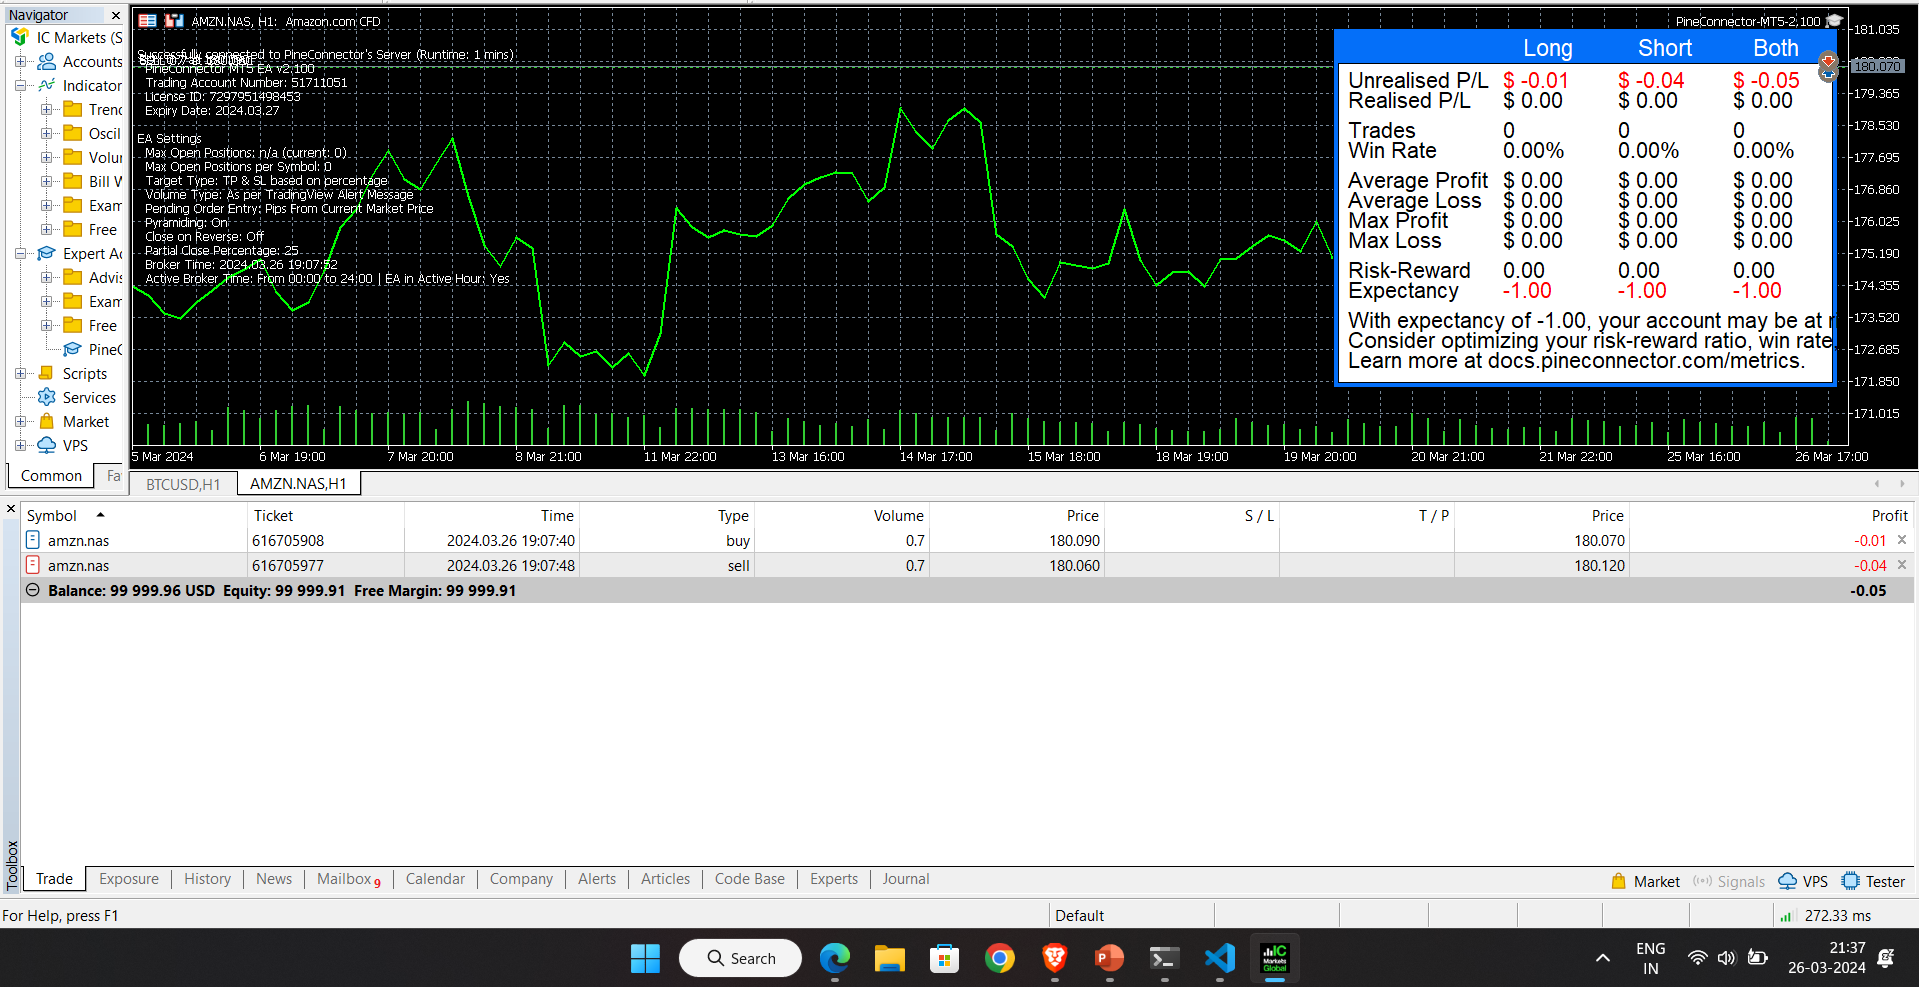 Navigator
IC Markets (S
Accounts
Indicator
Trenc
Oscil
Volur
Bill W
Exam
Free
Expert Ac
Advis
Exam
Free
PineC
Scripts
Services
Market
VPS
Common
Fa
AMZN.NAS, H1: Amazon.com CFD
PineConnector-MT5-2,100
Successfully connected to PineConnector's Server (Runtime: 1 mins)
PineConnector MT5 EA v2,100
Trading Account Number: 51711051
License ID: 7297951498453
Expiry Date: 2024.03.27
EA Settings
Max Open Positions: n/a (current: 0)
Max Open Positions per Symbol: 0
Target Type: TP & SL based on percentage
Volume Type: As per TradingView Alert Message
Pending Order Entry: Pips From Current Market Price
Pyramiding: On
Close on Reverse: Off
Partial Close Percentage: 25
Broker Time: 2024.03.26 19:07:52
Active Broker Time: From 00:00 to 24:00 | EA in Active Hour: Yes
Long Short Both
Unrealised P/L $ -0.01 $ -0.04 $ -0.05
Realised P/L $ 0.00 $ 0.00 $ 0.00
Trades 0 0 0
Win Rate 0.00% 0.00% 0.00%
Average Profit $ 0.00 $ 0.00 $ 0.00
Average Loss $ 0.00 $ 0.00 $ 0.00
Max Profit $ 0.00 $ 0.00 $ 0.00
Max Loss $ 0.00 $ 0.00 $ 0.00
Risk-Reward 0.00 0.00 0.00
Expectancy -1.00 -1.00 -1.00
With expectancy of -1.00, your account may be at r
Consider optimizing your risk-reward ratio, win rate
Learn more at docs.pineconnector.com/metrics.
181.035
180.070
179.365
178.530
177.695
176.860
176.025
175.190
174.355
173.520
172.685
171.850
171.015
5 Mar 2024 6 Mar 19:00 7 Mar 20:00 8 Mar 21:00 11 Mar 22:00 13 Mar 16:00 14 Mar 17:00 15 Mar 18:00 18 Mar 19:00 19 Mar 20:00 20 Mar 21:00 21 Mar 22:00 25 Mar 16:00 26 Mar 17:00
BTCUSD,H1 AMZN.NAS,H1
Symbol Ticket Time Type Volume Price S / L T / P Price Profit
amzn.nas 616705908 2024.03.26 19:07:40 buy 0.7 180.090 180.070 -0.01
amzn.nas 616705977 2024.03.26 19:07:48 sell 0.7 180.060 180.120 -0.04
Balance: 99 999.96 USD Equity: 99 999.91 Free Margin: 99 999.91 -0.05
Toolbox
Trade Exposure History News Mailbox 9 Calendar Company Alerts Articles Code Base Experts Journal
Market Signals VPS Tester
For Help, press F1
Default
272.33 ms
Search
IC
Markets
Global
ENG
IN
21:37
26-03-2024